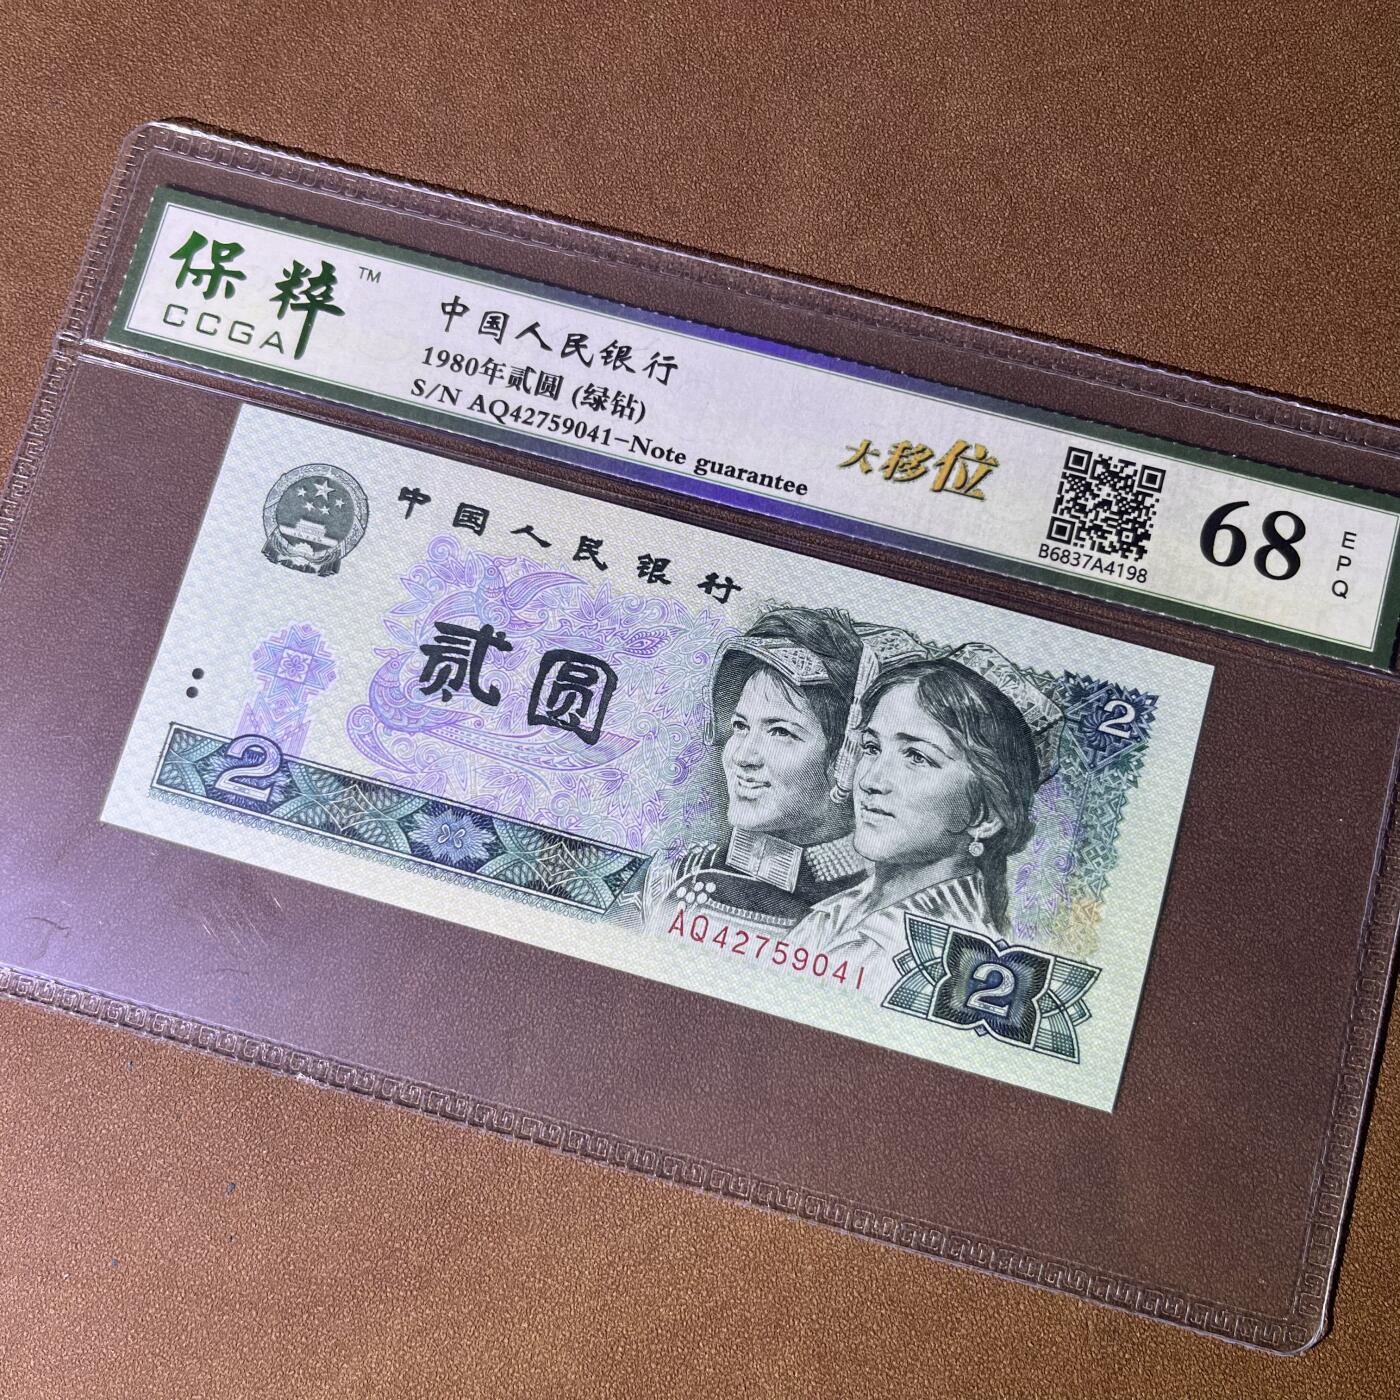 保粹™
CCGA
中国人民银行
1980年贰圆 (绿钻)
S/N AQ42759041-Note guarantee
大移位
B6837A4198
68
EPQ
中国人民银行
贰圆
2
2
AQ42759041
2